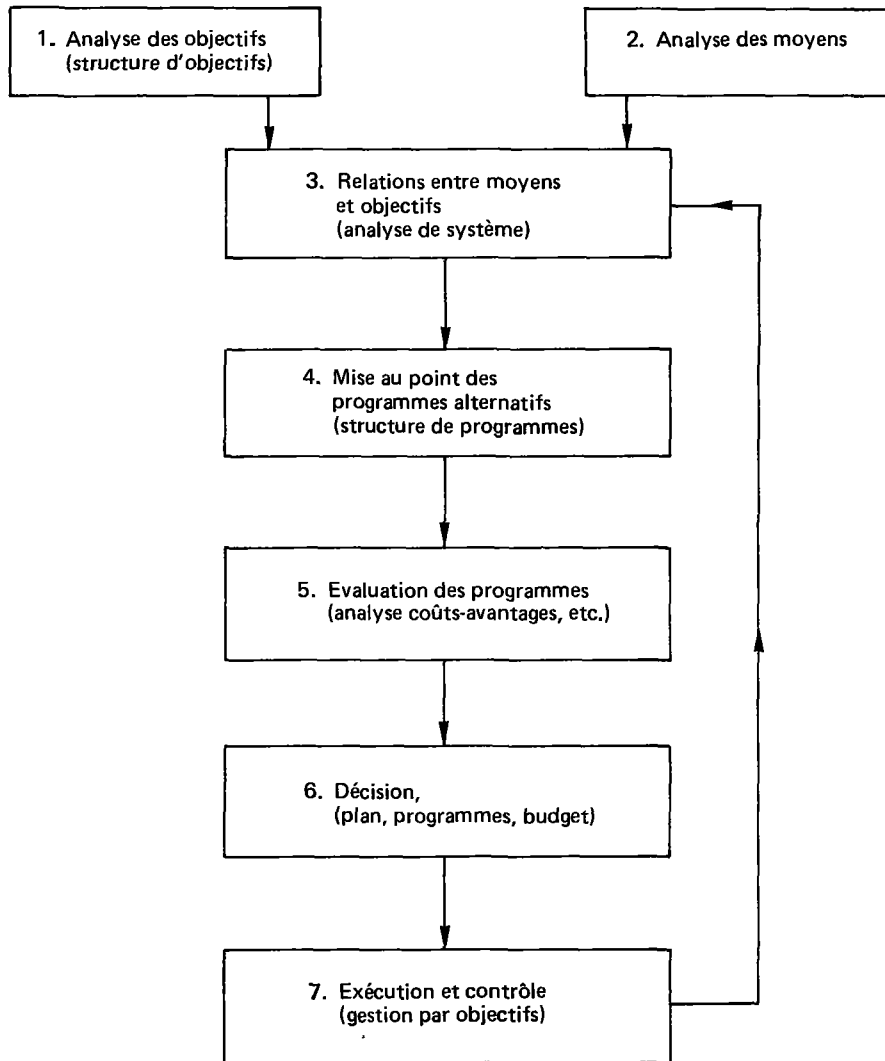 1. Analyse des objectifs
(structure d'objectifs)
2. Analyse des moyens
3. Relations entre moyens
et objectifs
(analyse de système)
4. Mise au point des
programmes alternatifs
(structure de programmes)
5. Evaluation des programmes
(analyse coûts-avantages, etc.)
6. Décision,
(plan, programmes, budget)
7. Exécution et contrôle
(gestion par objectifs)